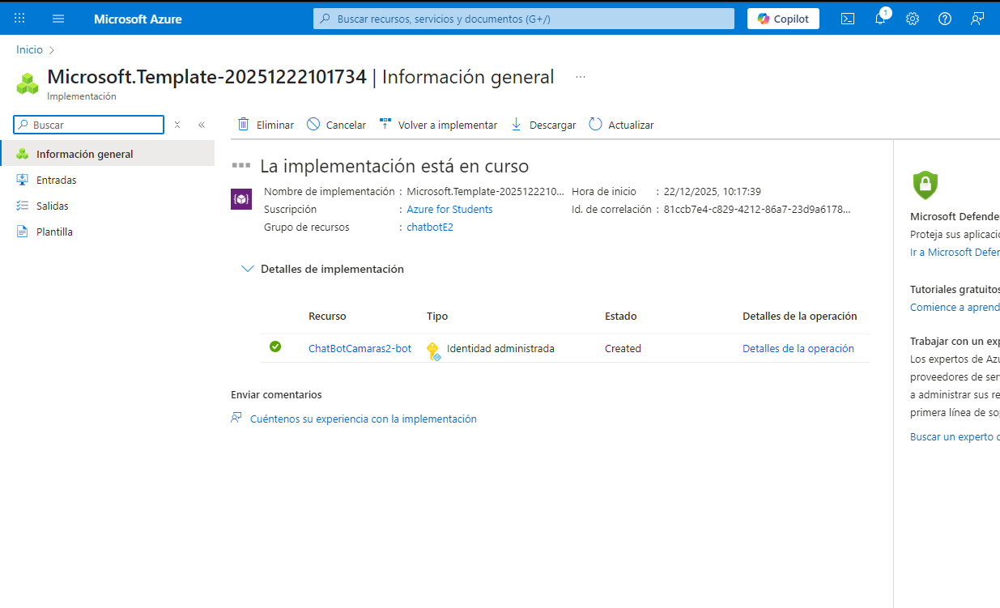 Microsoft Azure
Buscar recursos, servicios y documentos (G+/)
Copilot
1
Inicio
Microsoft.Template-20251222101734 | Información general
...
Implementación
Buscar
Eliminar
Cancelar
Volver a implementar
Descargar
Actualizar
Información general
Entradas
Salidas
Plantilla
La implementación está en curso
Nombre de implementación : Microsoft.Template-2025122210...
Suscripción : Azure for Students
Grupo de recursos : chatbotE2
Hora de inicio : 22/12/2025, 10:17:39
Id. de correlación : 81ccb7e4-c829-4212-86a7-23d9a6178...
Detalles de implementación
Recurso Tipo Estado Detalles de la operación
ChatBotCamaras2-bot Identidad administrada Created Detalles de la operación
Enviar comentarios
Cuéntenos su experiencia con la implementación
Microsoft Defende
Proteja sus aplicacio
Ir a Microsoft Defen
Tutoriales gratuitos
Comience a aprend
Trabajar con un exp
Los expertos de Azu
proveedores de ser
a administrar sus re
primera línea de so
Buscar un experto d